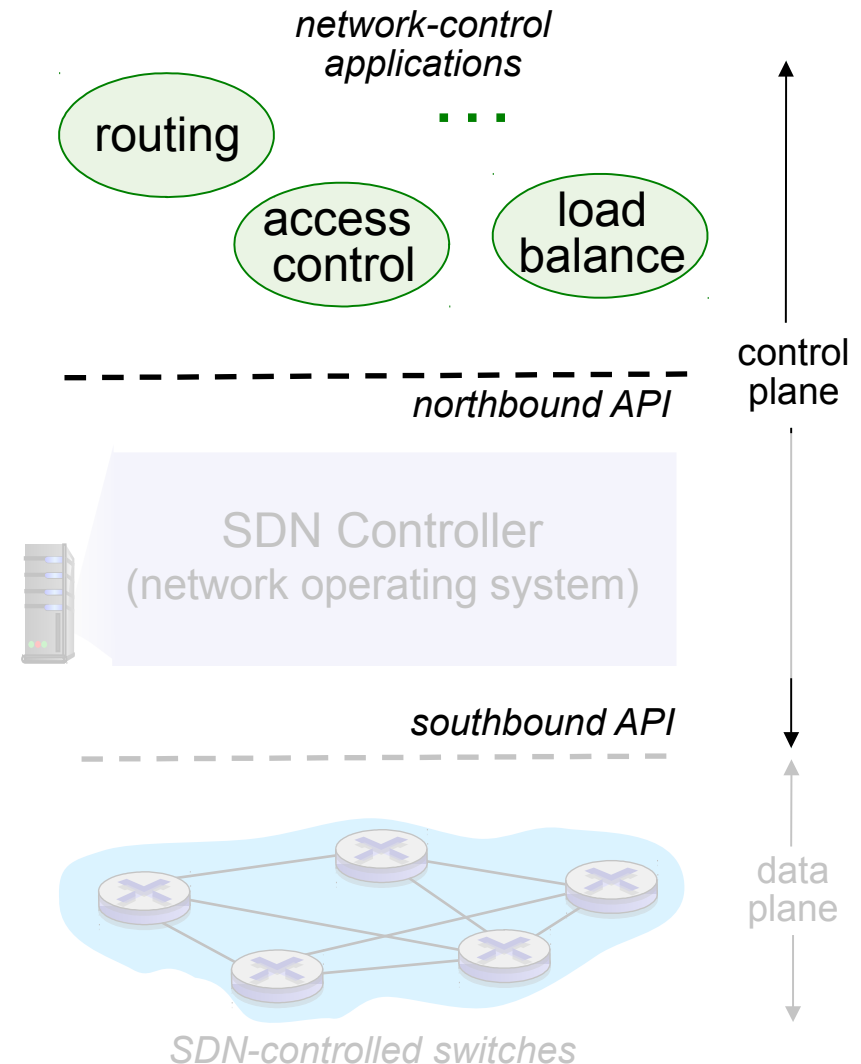 network-control
applications
routing
. . .
access
control
load
balance
control
plane
northbound API
SDN Controller
(network operating system)
southbound API
data
plane
SDN-controlled switches